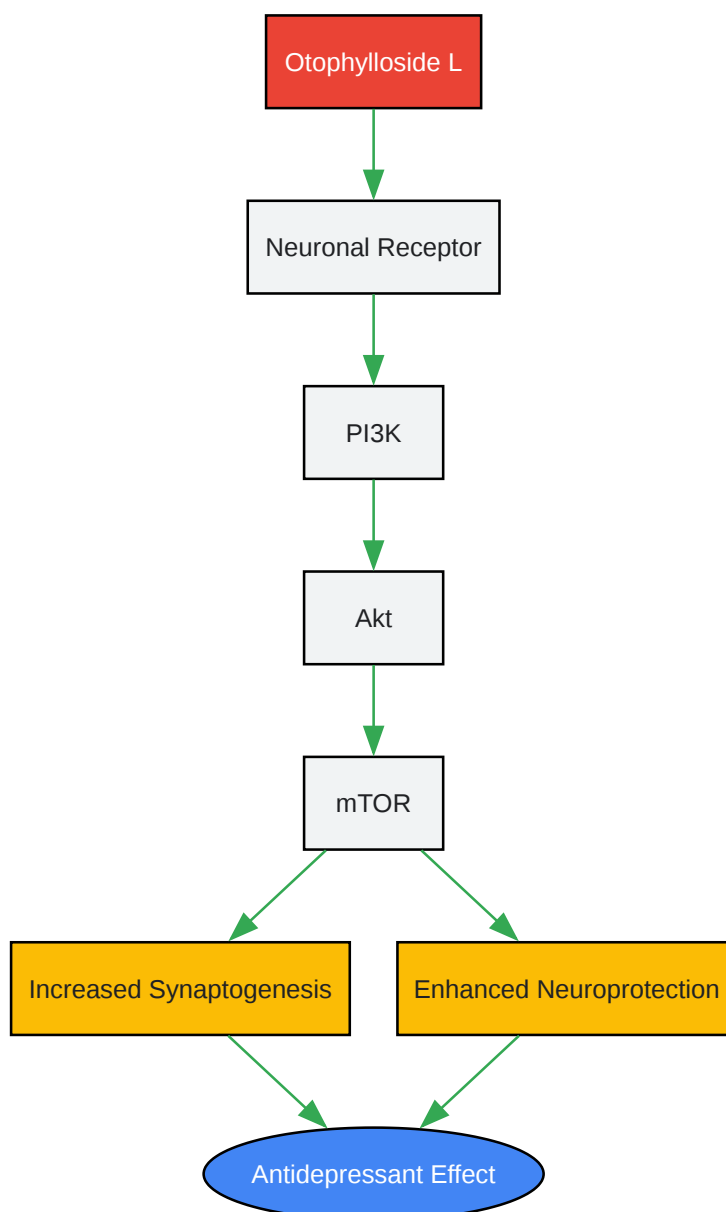 Otophylloside L
Neuronal Receptor
PI3K
Akt
mTOR
Increased Synaptogenesis
Enhanced Neuroprotection
Antidepressant Effect